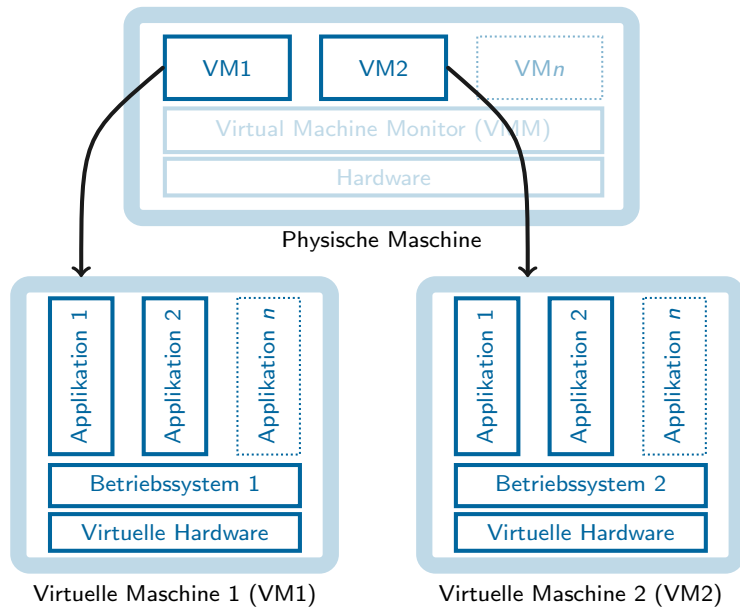 VM1 VM2 VMn
Virtual Machine Monitor (VMM)
Hardware
Physische Maschine
Applikation 1
Applikation 2
Applikation n
Betriebssystem 1
Virtuelle Hardware
Virtuelle Maschine 1 (VM1)
Applikation 1
Applikation 2
Applikation n
Betriebssystem 2
Virtuelle Hardware
Virtuelle Maschine 2 (VM2)